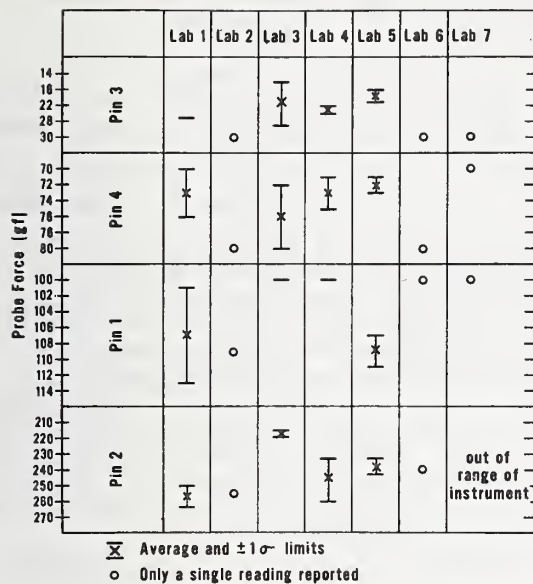 Lab 1 Lab 2 Lab 3 Lab 4 Lab 5 Lab 6 Lab 7
Probe Force [gf]
Pin 3
14
18
22
28
30
Pin 4
70
72
74
76
78
80
Pin 1
100
102
104
106
108
110
112
114
Pin 2
210
220
230
240
250
260
270
out of
range of
instrument
Average and ±1σ limits
o Only a single reading reported